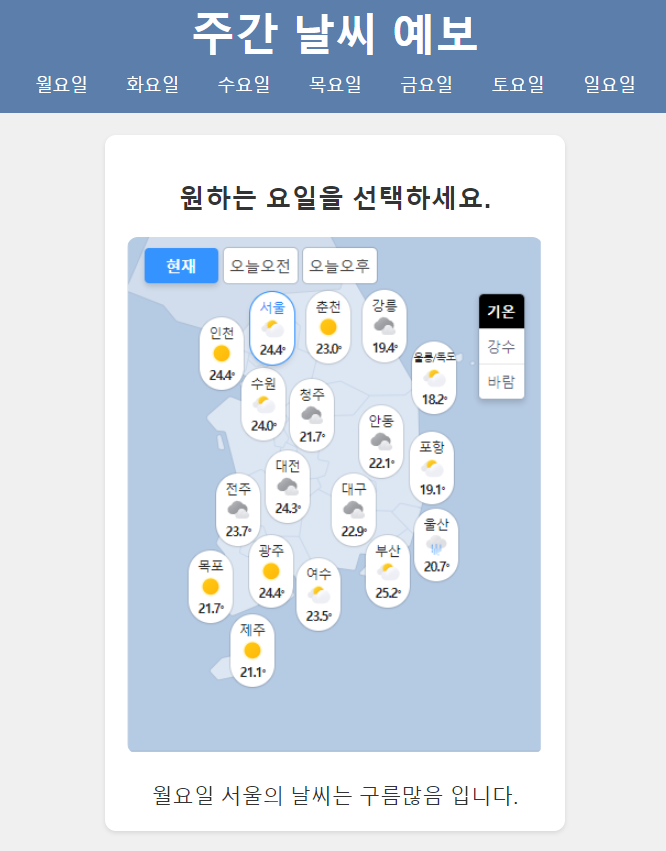 주간 날씨 예보
월요일 화요일 수요일 목요일 금요일 토요일 일요일
원하는 요일을 선택하세요.
현재 오늘오전 오늘오후
기온
강수
바람
서울
24.4°
춘천
23.0°
강릉
19.4°
인천
24.4°
울릉/독도
18.2°
수원
24.0°
청주
21.7°
안동
22.1°
포항
19.1°
대전
24.3°
전주
23.7°
대구
22.9°
울산
20.7°
목포
21.7°
광주
24.4°
여수
23.5°
부산
25.2°
제주
21.1°
월요일 서울의 날씨는 구름많음 입니다.